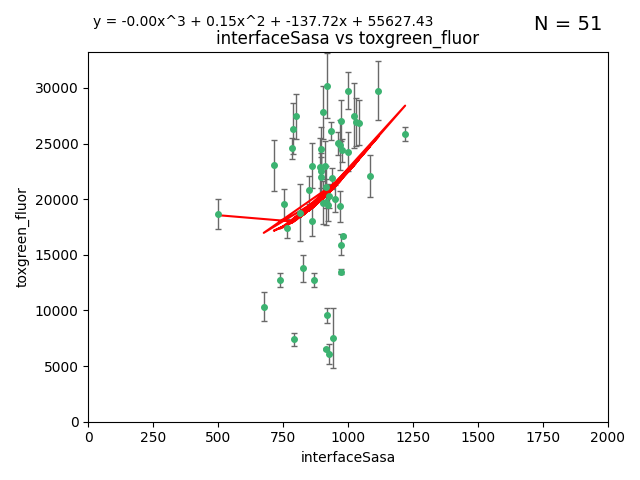 y = -0.00x^3 + 0.15x^2 + -137.72x + 55627.43
N = 51
interfaceSasa vs toxgreen_fluor
30000
25000
20000
15000
10000
5000
0
toxgreen_fluor
0 250 500 750 1000 1250 1500 1750 2000
interfaceSasa